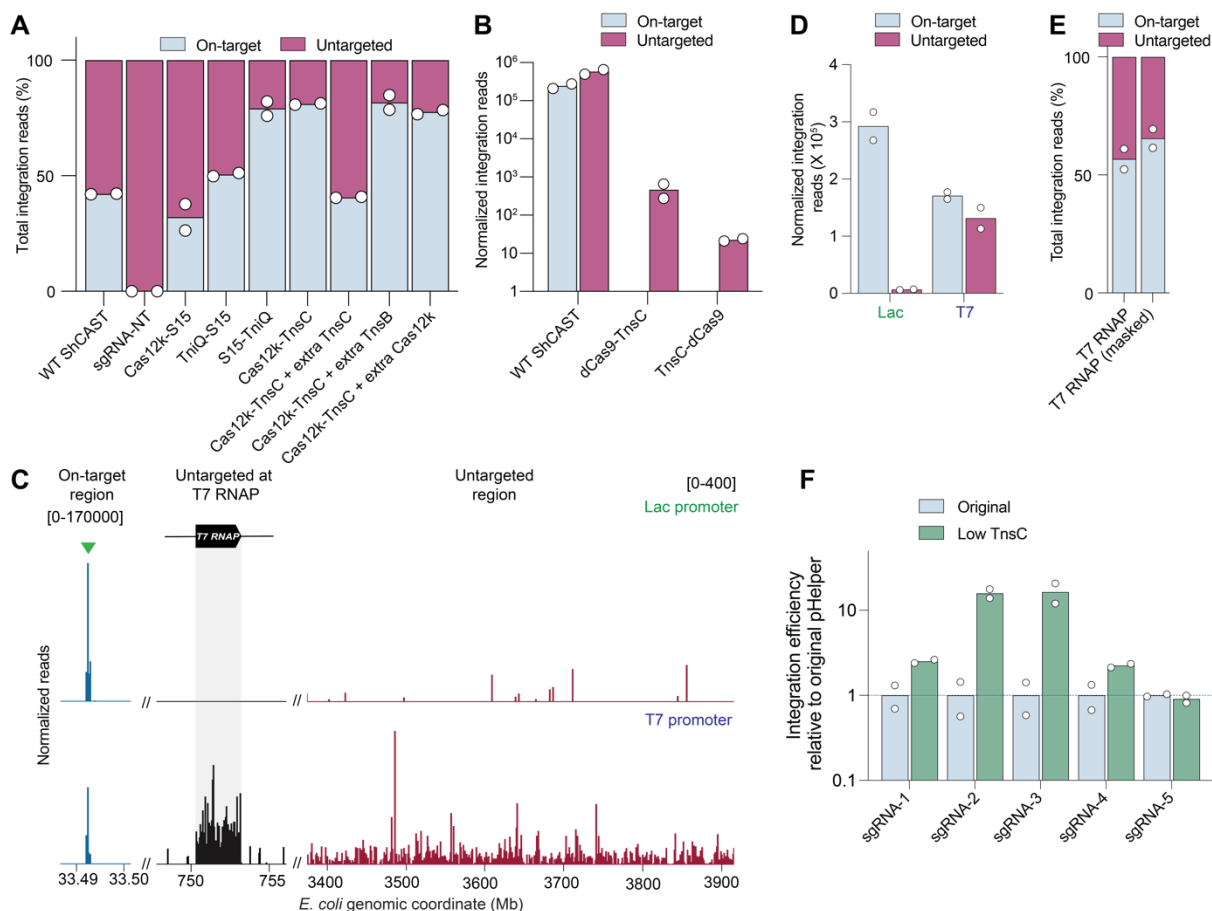 A
On-target
Untargeted
Total integration reads (%)
100
50
0
WT ShCAST
sgRNA-NT
Cas12k-S15
TniQ-S15
S15-TniQ
Cas12k-TnsC
Cas12k-TnsC + extra TnsC
Cas12k-TnsC + extra TnsB
Cas12k-TnsC + extra Cas12k
B
On-target
Untargeted
Normalized integration reads
10⁶
10⁵
10⁴
10³
10²
10¹
1
WT ShCAST
dCas9-TnsC
TnsC-dCas9
D
On-target
Untargeted
Normalized integration
reads (X 10⁵)
4
3
2
1
0
Lac
T7
E
On-target
Untargeted
Total integration reads (%)
100
50
0
T7 RNAP
T7 RNAP (masked)
C
On-target
region
[0-170000]
Untargeted at
T7 RNAP
Untargeted
region
[0-400]
Lac promoter
T7 RNAP
T7 promoter
Normalized reads
//
//
//
//
33.49
33.50
750
755
3400
3500
3600
3700
3800
3900
E. coli genomic coordinate (Mb)
F
Original
Low TnsC
Integration efficiency
relative to original pHelper
10
1
0.1
sgRNA-1
sgRNA-2
sgRNA-3
sgRNA-4
sgRNA-5